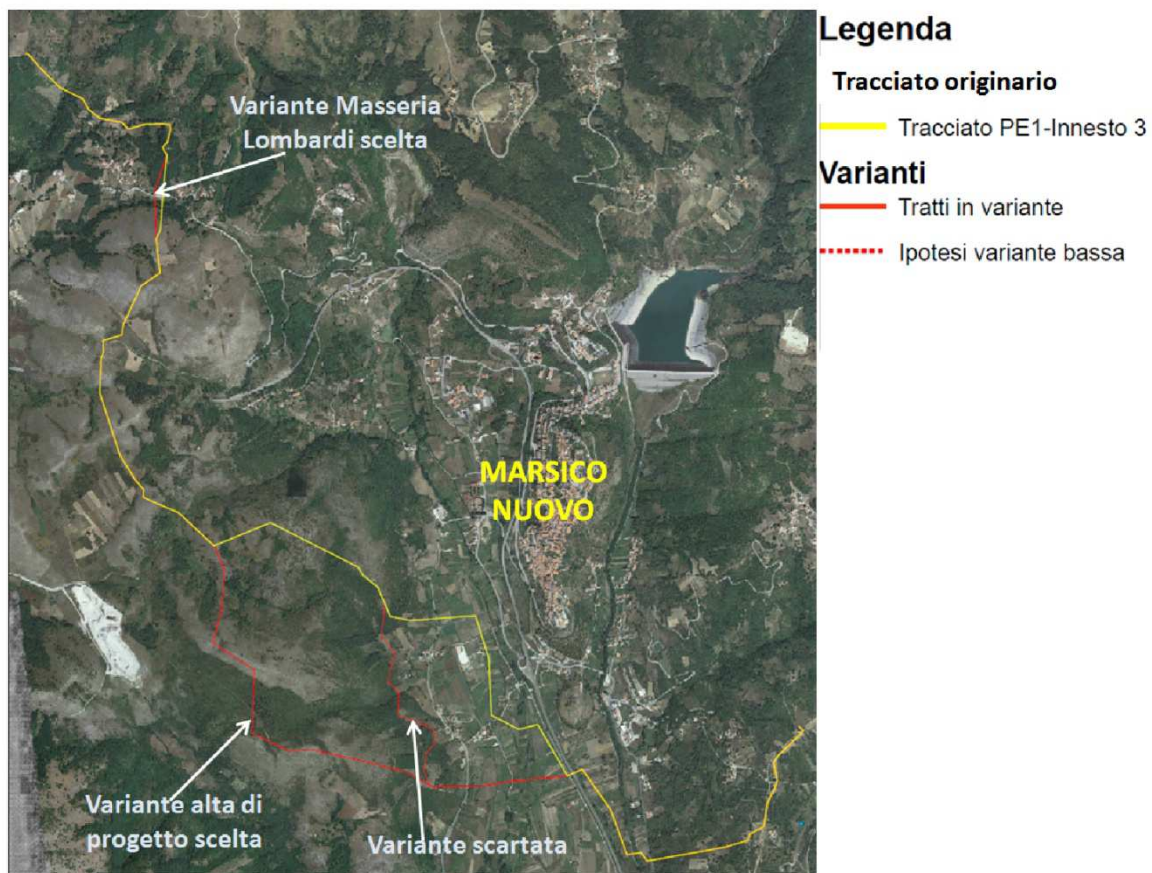 Variante Masseria
Lombardi scelta
MARSICO
NUOVO
Variante alta di
progetto scelta
Variante scartata
Legenda
Tracciato originario
Tracciato PE1-Innesto 3
Varianti
Tratti in variante
Ipotesi variante bassa